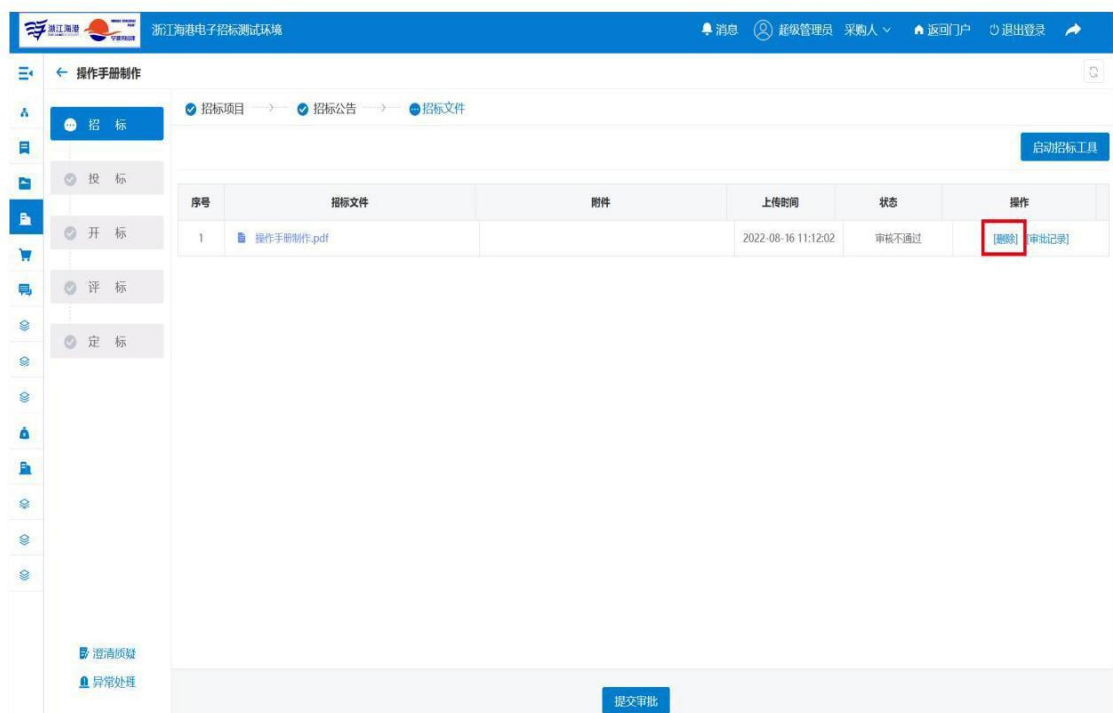 浙江海港
浙江海港电子招标测试环境
消息
超级管理员
采购人
返回门户
退出登录
操作手册制作
招标
投标
开标
评标
定标
澄清质疑
异常处理
招标项目
招标公告
招标文件
启动招标工具
序号 招标文件 附件 上传时间 状态 操作
1 操作手册制作.pdf 2022-08-16 11:12:02 审核不通过 [删除] [审批记录]
提交审批